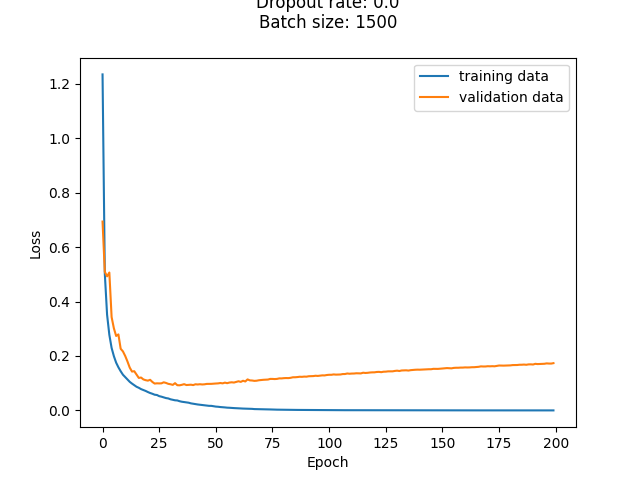 Dropout rate: 0.0
Batch size: 1500
training data
validation data
Loss
1.2
1.0
0.8
0.6
0.4
0.2
0.0
0 25 50 75 100 125 150 175 200
Epoch